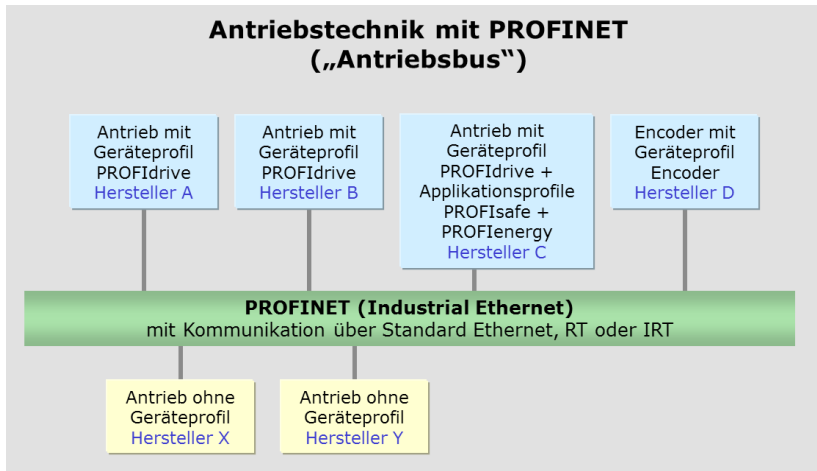 Antriebstechnik mit PROFINET
(„Antriebsbus“)
Antrieb mit
Geräteprofil
PROFIdrive
Hersteller A
Antrieb mit
Geräteprofil
PROFIdrive
Hersteller B
Antrieb mit
Geräteprofil
PROFIdrive +
Applikationsprofile
PROFIsafe +
PROFIenergy
Hersteller C
Encoder mit
Geräteprofil
Encoder
Hersteller D
PROFINET (Industrial Ethernet)
mit Kommunikation über Standard Ethernet, RT oder IRT
Antrieb ohne
Geräteprofil
Hersteller X
Antrieb ohne
Geräteprofil
Hersteller Y